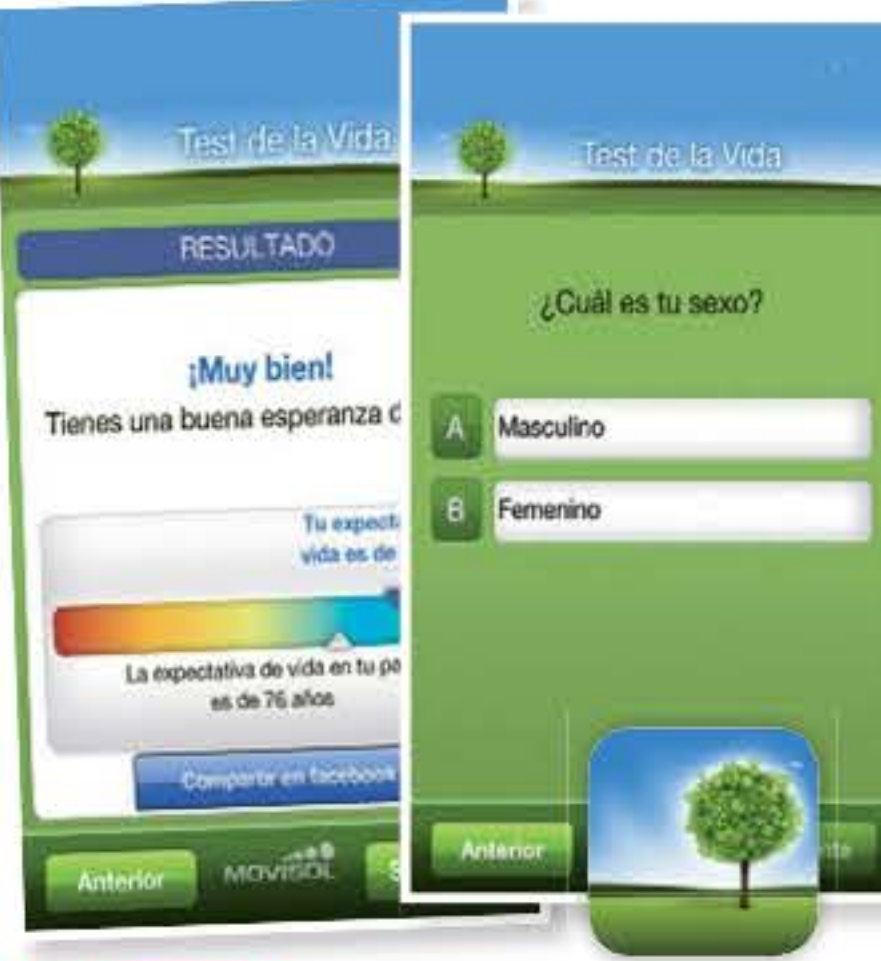 Test de la Vida
RESULTADO
¡Muy bien!
Tienes una buena esperanza d
Tu expect
vida es de
La expectativa de vida en tu pa
es de 76 años
Compartir en facebook
Anterior
MOVISOL
S
Test de la Vida
¿Cuál es tu sexo?
A Masculino
B Femenino
Anterior
nte